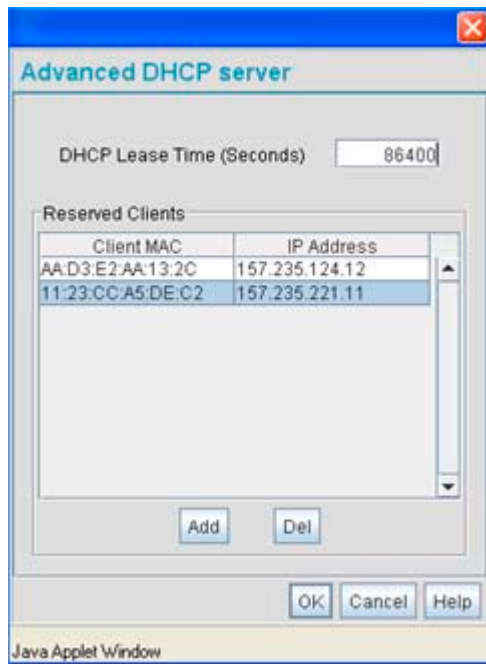 Advanced DHCP server
DHCP Lease Time (Seconds) 86400
Reserved Clients
Client MAC IP Address
AA:D3:E2:AA:13:2C 157.235.124.12
11:23:CC:A5:DE:C2 157.235.221.11
Add Del
OK Cancel Help
Java Applet Window